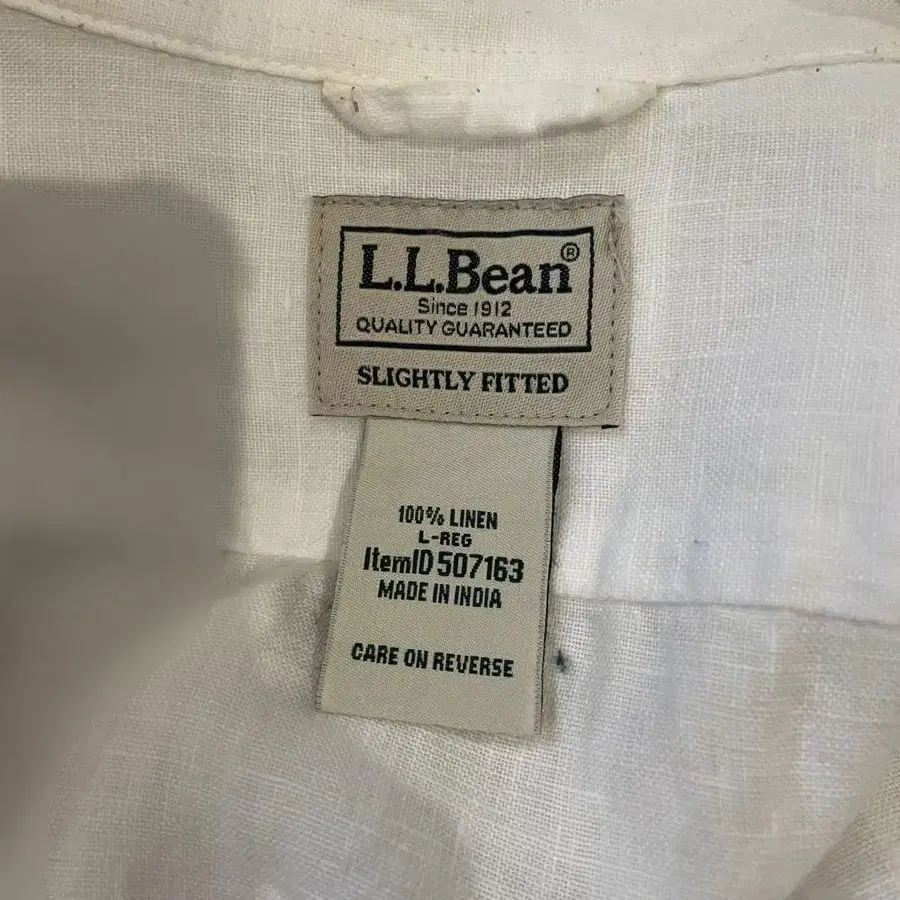 L.L.Bean®
Since 1912
QUALITY GUARANTEED
SLIGHTLY FITTED
100% LINEN
L-REG
ItemID 507163
MADE IN INDIA
CARE ON REVERSE